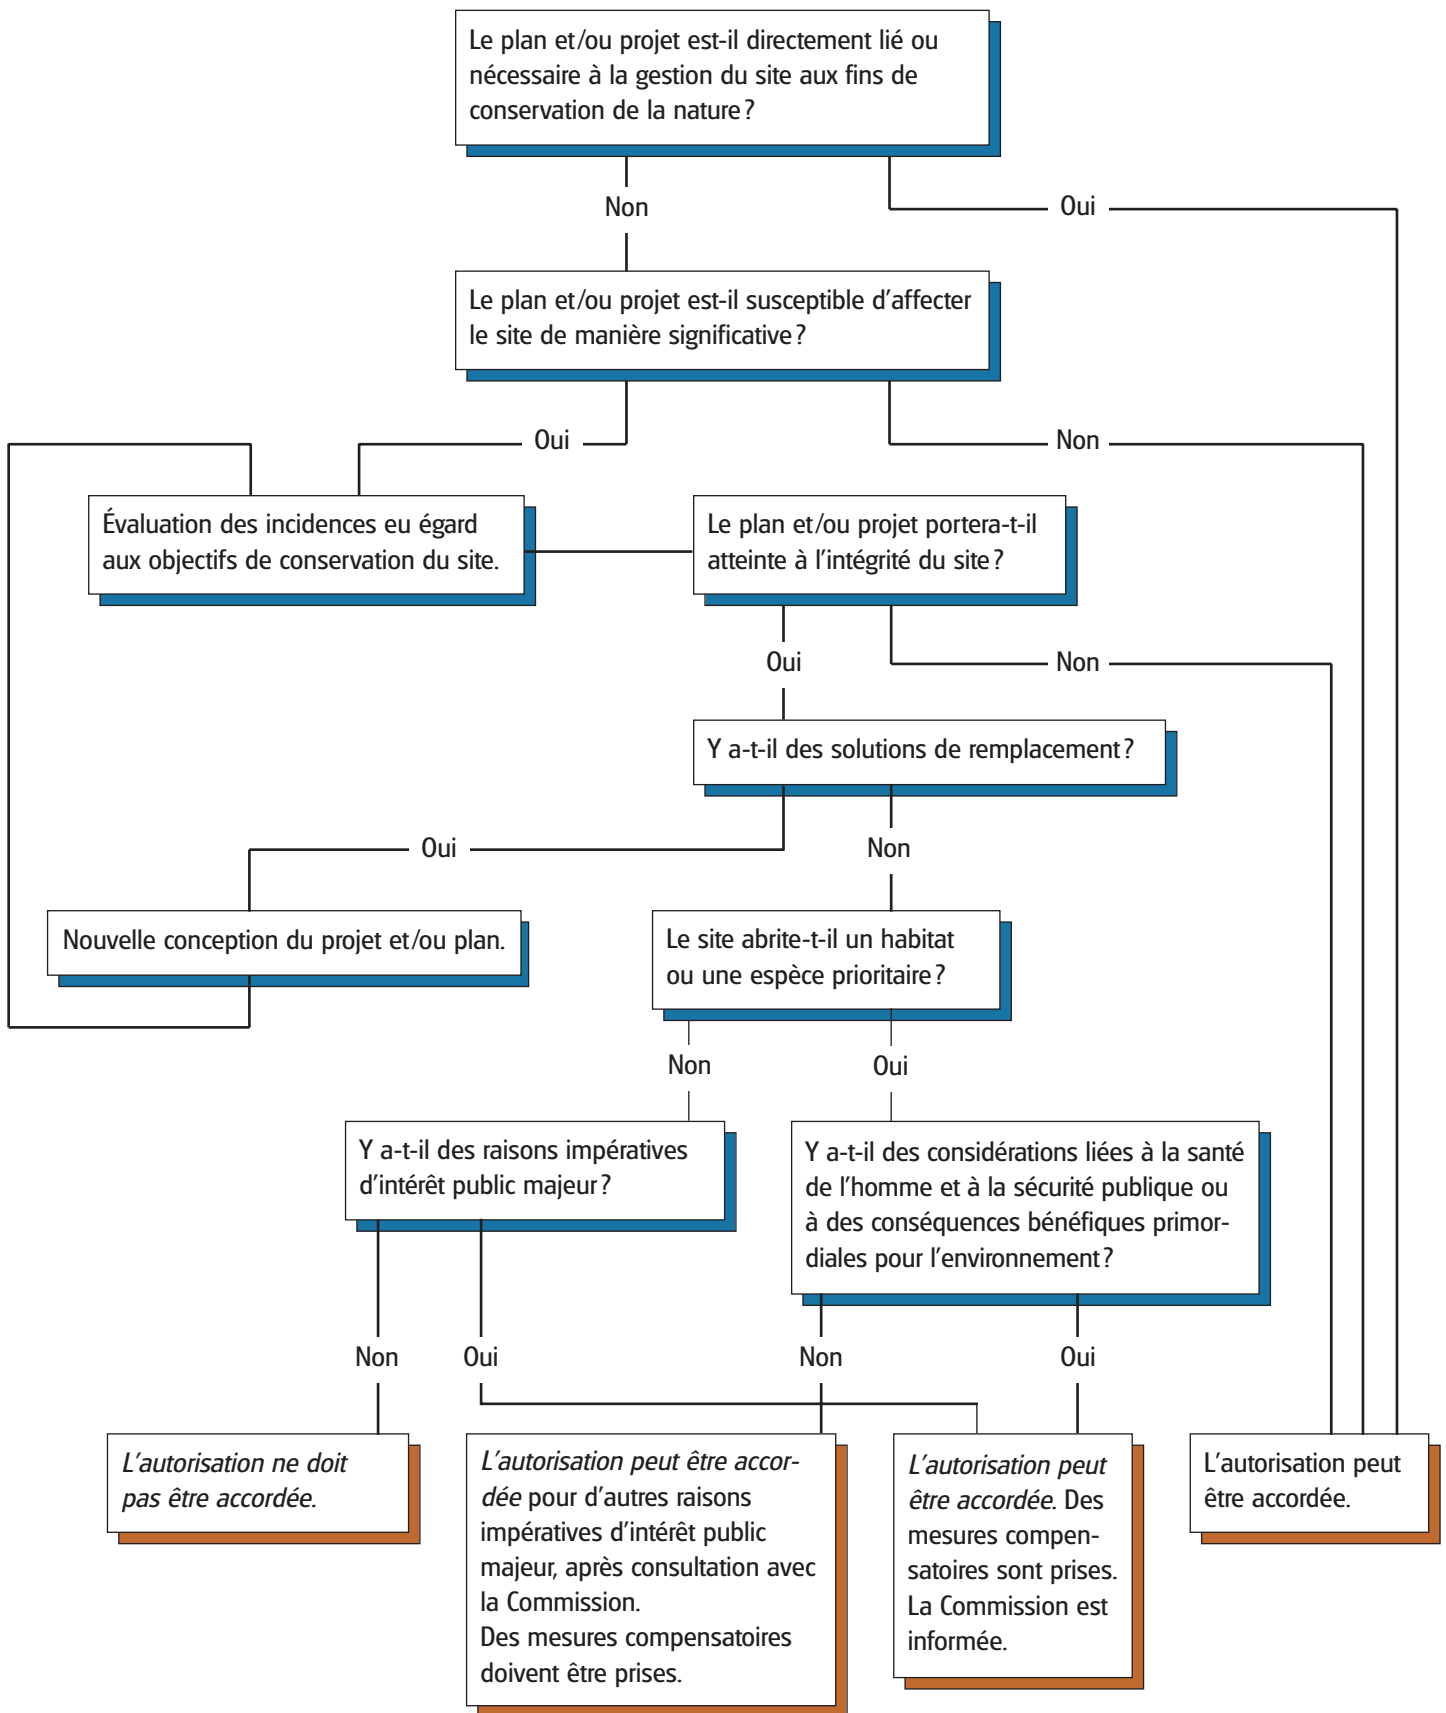 Le plan et/ou projet est-il directement lié ou
nécessaire à la gestion du site aux fins de
conservation de la nature ?
Non
Oui
Le plan et/ou projet est-il susceptible d'affecter
le site de manière significative ?
Oui
Non
Évaluation des incidences eu égard
aux objectifs de conservation du site.
Le plan et/ou projet portera-t-il
atteinte à l'intégrité du site ?
Oui
Non
Y a-t-il des solutions de remplacement ?
Oui
Non
Nouvelle conception du projet et/ou plan.
Le site abrite-t-il un habitat
ou une espèce prioritaire ?
Non
Oui
Y a-t-il des raisons impératives
d'intérêt public majeur ?
Y a-t-il des considérations liées à la santé
de l'homme et à la sécurité publique ou
à des conséquences bénéfiques primor-
diales pour l'environnement ?
Non
Oui
Non
Oui
L'autorisation ne doit
pas être accordée.
L'autorisation peut être accor-
dée pour d'autres raisons
impératives d'intérêt public
majeur, après consultation avec
la Commission.
Des mesures compensatoires
doivent être prises.
L'autorisation peut
être accordée. Des
mesures compen-
satoires sont prises.
La Commission est
informée.
L'autorisation peut
être accordée.